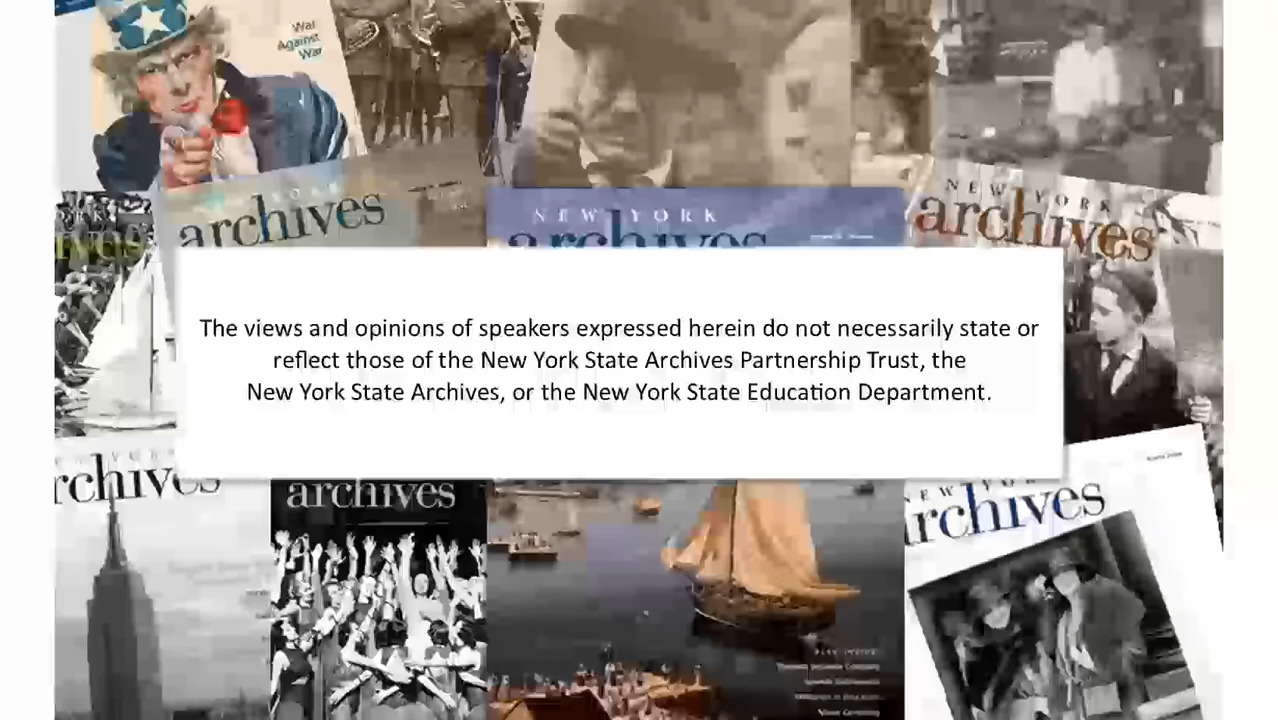 War
Against
War
NEW YORK
archives
NEW YORK
archives
NEW YORK
archives
The views and opinions of speakers expressed herein do not necessarily state or
reflect those of the New York State Archives Partnership Trust, the
New York State Archives, or the New York State Education Department.
archives
archives
archives